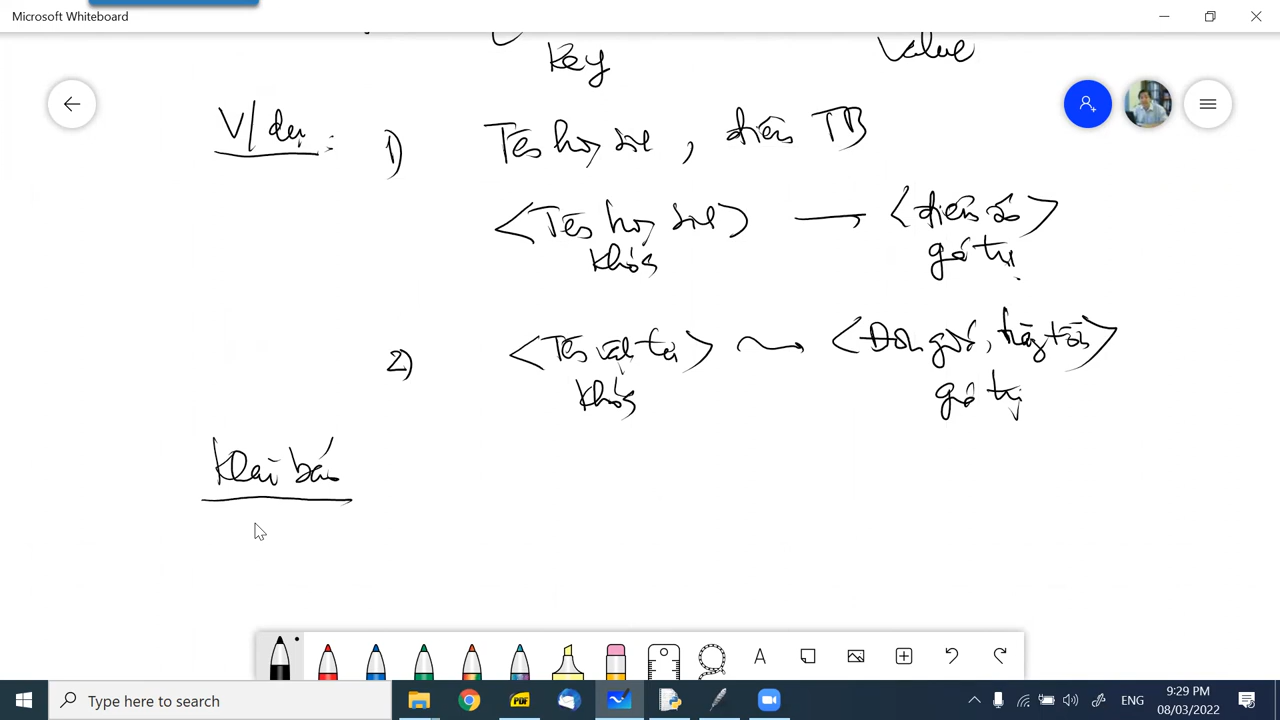 Microsoft Whiteboard
Key Value
V/dụ: 1) Tên học sinh, điểm TB
<Tên học sinh> → <điểm số>
khóa giá trị
2) <Tên vật tư> → <Đơn giá, hàng tồn>
khóa giá trị
Khai báo
A
Type here to search
PDF
ENG
9:29 PM
08/03/2022